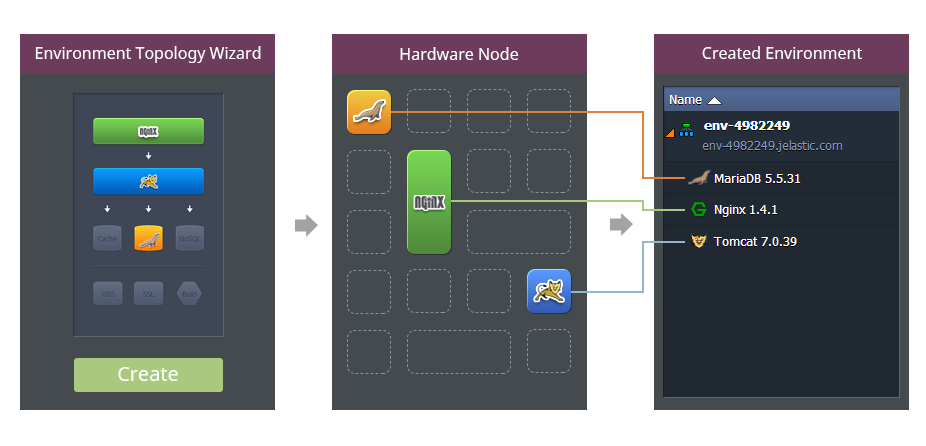 Environment Topology Wizard
NGINX
Cache
NoSQL
VDS
SSL
Build
Create
Hardware Node
NGINX
Created Environment
Name
env-4982249
env-4982249.jelastic.com
MariaDB 5.5.31
Nginx 1.4.1
Tomcat 7.0.39